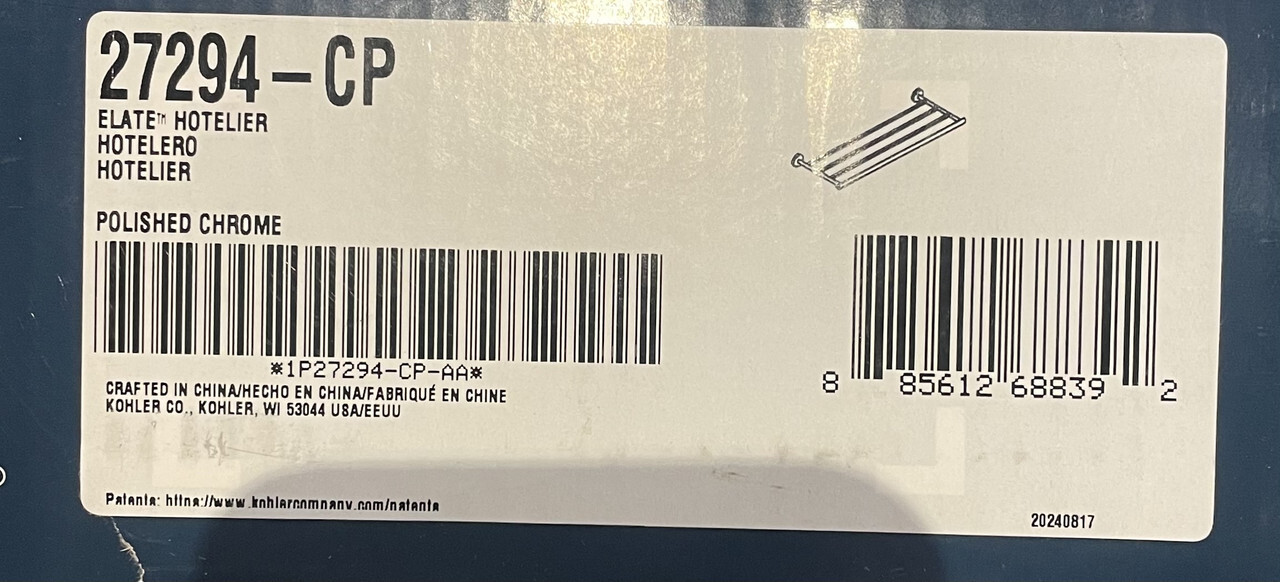 27294-CP
ELATE™ HOTELIER
HOTELERO
HOTELIER
POLISHED CHROME
*1P27294-CP-AA*
CRAFTED IN CHINA/HECHO EN CHINA/FABRIQUÉ EN CHINE
KOHLER CO., KOHLER, WI 53044 USA/EEUU
8 85612 68839 2
Patents: https://www.kohlercompany.com/patents
20240817